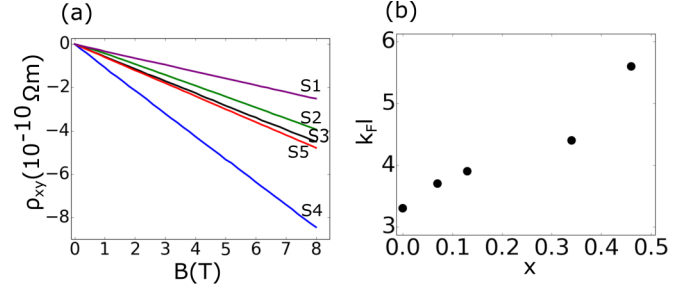 (a)
(b)
ρxy(10⁻¹⁰Ωm)
0
−2
−4
−6
−8
S1
S2
S3
S5
S4
0 1 2 3 4 5 6 7 8
B(T)
kFl
6
5
4
3
0.0 0.1 0.2 0.3 0.4 0.5
x